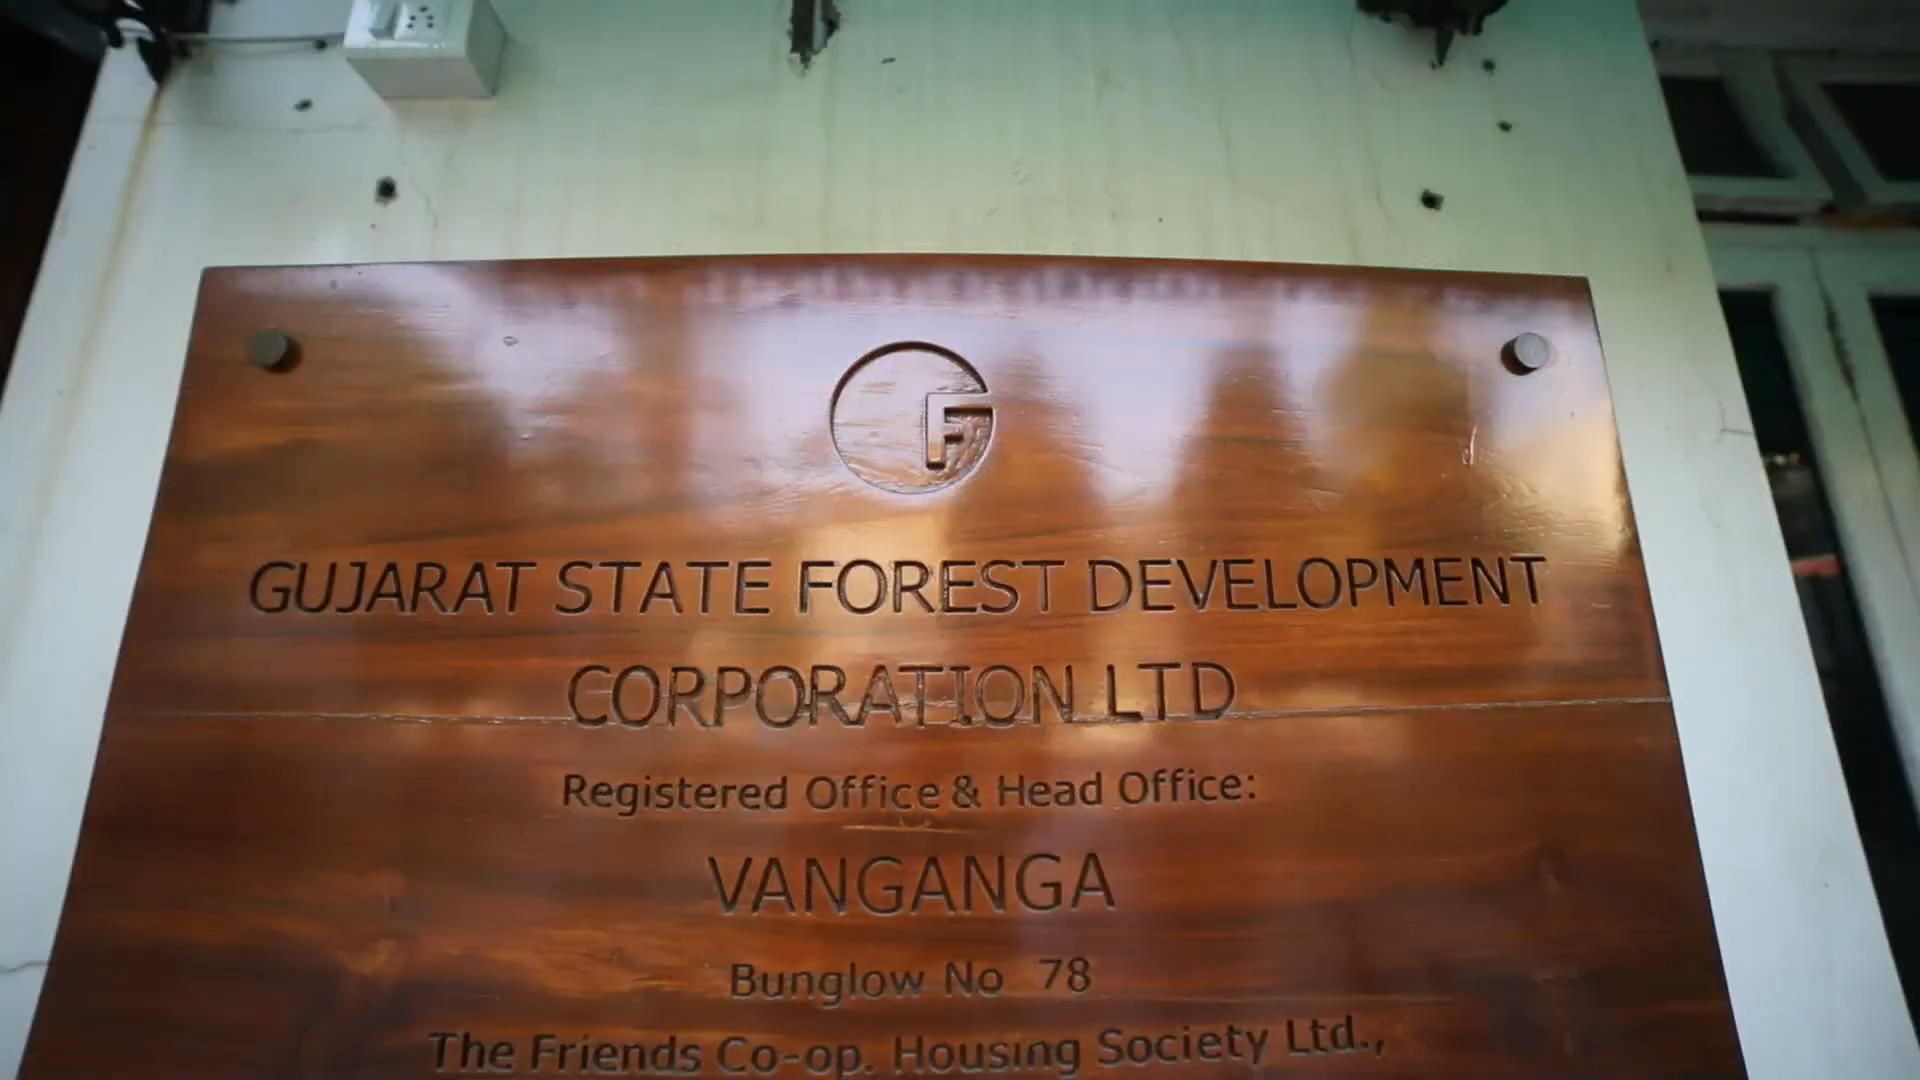 F
GUJARAT STATE FOREST DEVELOPMENT
CORPORATION LTD
Registered Office & Head Office:
VANGANGA
Bunglow No 78
The Friends Co-op. Housing Society Ltd.,